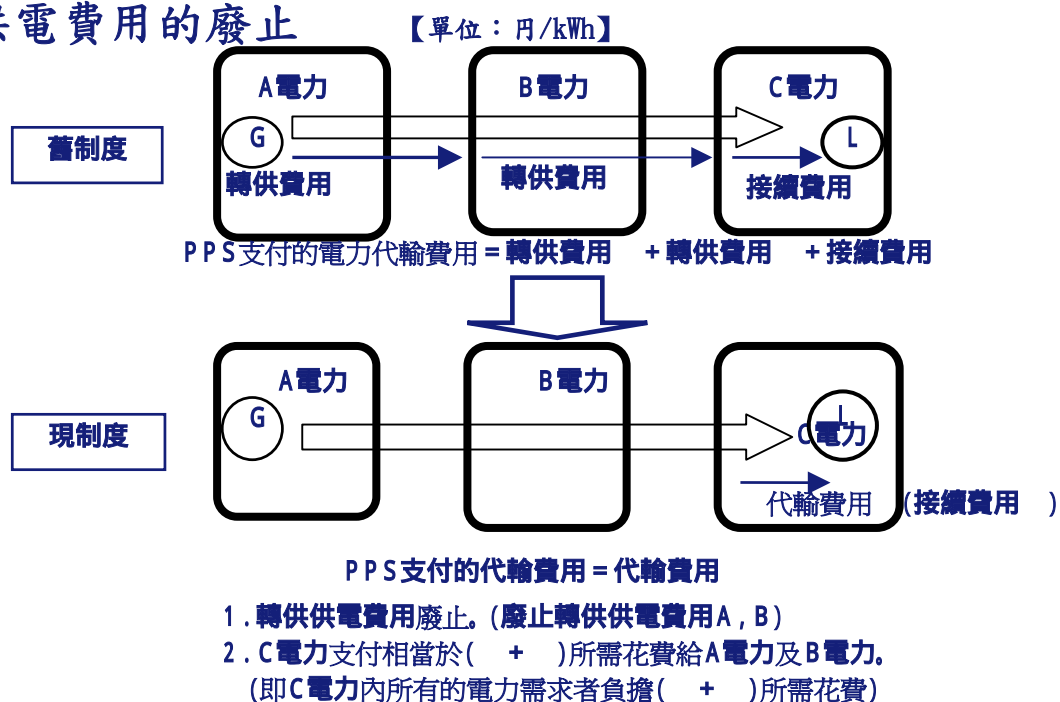 供電費用的廢止 【單位：円/kWh】
A電力 B電力 C電力
舊制度
G L
轉供費用 轉供費用 接續費用
PPS支付的電力代輸費用=轉供費用 +轉供費用 +接續費用
A電力 B電力
現制度
G L
C電力
代輸費用 (接續費用 )
PPS支付的代輸費用=代輸費用
1.轉供供電費用廢止。(廢止轉供供電費用A,B)
2.C電力支付相當於( + )所需花費給A電力及B電力。
(即C電力內所有的電力需求者負擔( + )所需花費)